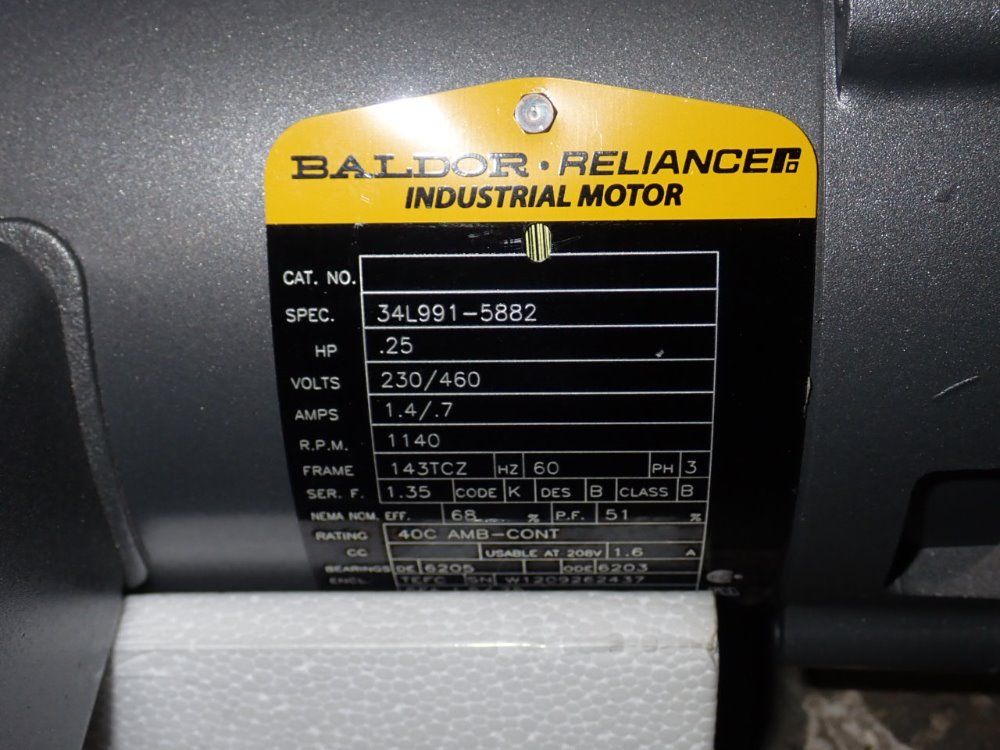 BALDOR · RELIANCE
INDUSTRIAL MOTOR
CAT. NO.
SPEC. 34L991-5882
HP .25
VOLTS 230/460
AMPS 1.4/.7
R.P.M. 1140
FRAME 143TCZ HZ 60 PH 3
SER. F. 1.35 CODE K DES B CLASS B
NEMA NOM. EFF. 68 % P.F. 51 %
RATING 40C AMB-CONT
CC USABLE AT 208V 1.6 A
BEARINGS DE 6205 ODE 6203
ENCL. TEFC SN W1209262437